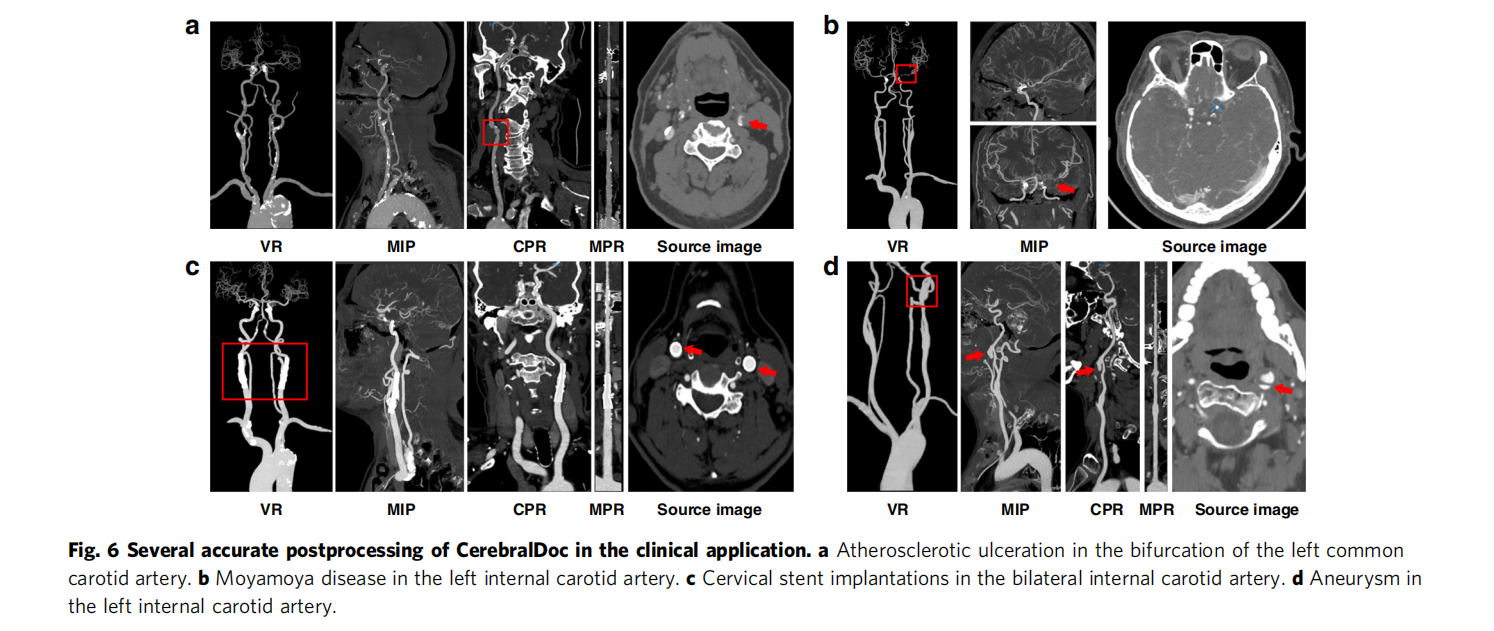 a
b
VR MIP CPR MPR Source image
VR MIP Source image
c
d
VR MIP CPR MPR Source image
VR MIP CPR MPR Source image
Fig. 6 Several accurate postprocessing of CerebralDoc in the clinical application. a Atherosclerotic ulceration in the bifurcation of the left common
carotid artery. b Moyamoya disease in the left internal carotid artery. c Cervical stent implantations in the bilateral internal carotid artery. d Aneurysm in
the left internal carotid artery.